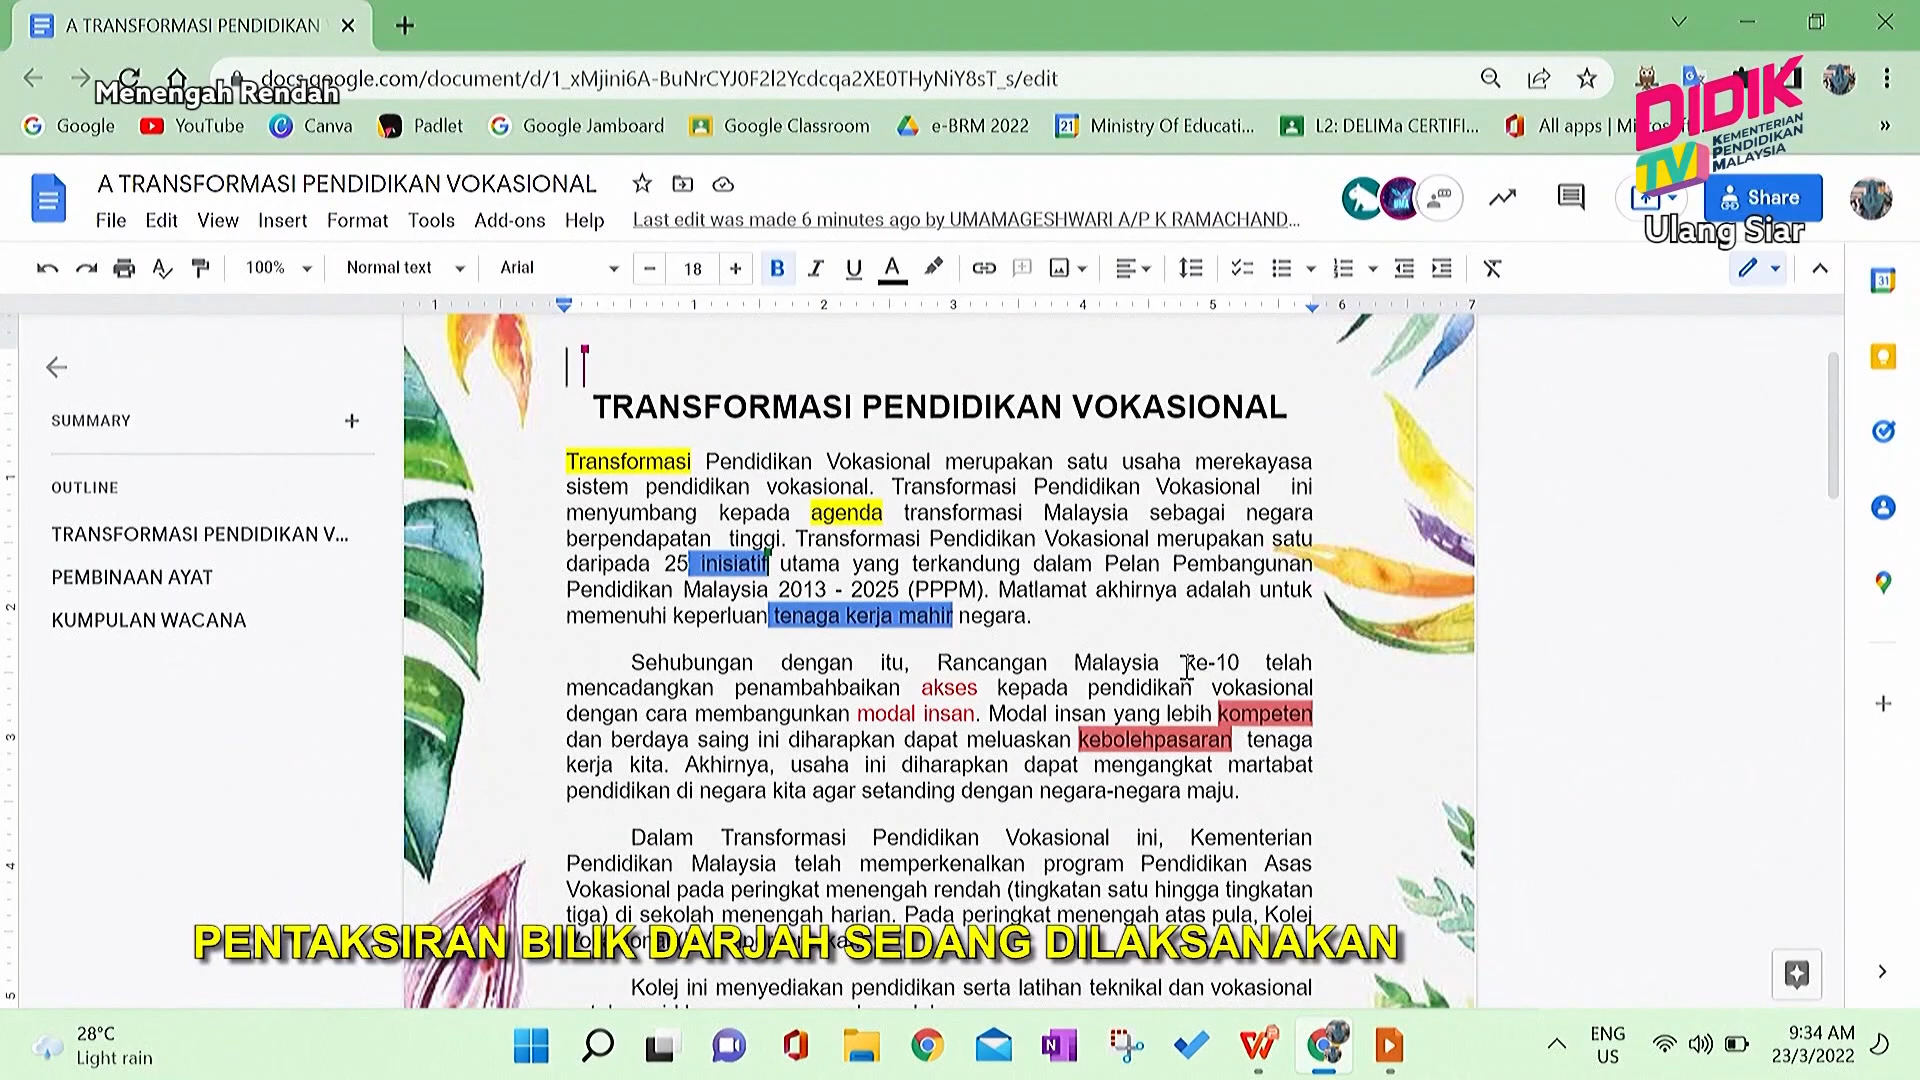 A TRANSFORMASI PENDIDIKAN
docs.google.com/document/d/1_xMjini6A-BuNrCYJ0F2l2Ycdcqa2XE0THyNiY8sT_s/edit
Menengah Rendah
Google YouTube Canva Padlet Google Jamboard Google Classroom e-BRM 2022 Ministry Of Educati... L2: DELIMa CERTIFI... All apps |
DIDIK
TV
KEMENTERIAN
PENDIDIKAN
MALAYSIA
A TRANSFORMASI PENDIDIKAN VOKASIONAL
Share
File Edit View Insert Format Tools Add-ons Help Last edit was made 6 minutes ago by UMAMAGESHWARI A/P K RAMACHAND...
Ulang Siar
100% Normal text Arial 18 B I U A
1 1 2 3 4 5 6 7
SUMMARY
OUTLINE
TRANSFORMASI PENDIDIKAN V...
PEMBINAAN AYAT
KUMPULAN WACANA
TRANSFORMASI PENDIDIKAN VOKASIONAL
Transformasi Pendidikan Vokasional merupakan satu usaha merekayasa
sistem pendidikan vokasional. Transformasi Pendidikan Vokasional ini
menyumbang kepada agenda transformasi Malaysia sebagai negara
berpendapatan tinggi. Transformasi Pendidikan Vokasional merupakan satu
daripada 25 inisiatif utama yang terkandung dalam Pelan Pembangunan
Pendidikan Malaysia 2013 - 2025 (PPPM). Matlamat akhirnya adalah untuk
memenuhi keperluan tenaga kerja mahir negara.
Sehubungan dengan itu, Rancangan Malaysia ke-10 telah
mencadangkan penambahbaikan akses kepada pendidikan vokasional
dengan cara membangunkan modal insan. Modal insan yang lebih kompeten
dan berdaya saing ini diharapkan dapat meluaskan kebolehpasaran tenaga
kerja kita. Akhirnya, usaha ini diharapkan dapat mengangkat martabat
pendidikan di negara kita agar setanding dengan negara-negara maju.
Dalam Transformasi Pendidikan Vokasional ini, Kementerian
Pendidikan Malaysia telah memperkenalkan program Pendidikan Asas
Vokasional pada peringkat menengah rendah (tingkatan satu hingga tingkatan
tiga) di sekolah menengah harian. Pada peringkat menengah atas pula, Kolej
PENTAKSIRAN BILIK DARJAH SEDANG DILAKSANAKAN
Kolej ini menyediakan pendidikan serta latihan teknikal dan vokasional
28°C
Light rain
ENG
US
9:34 AM
23/3/2022